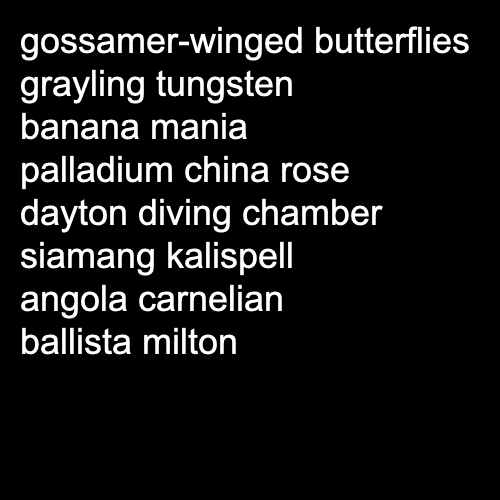 gossamer-winged butterflies
grayling tungsten
banana mania
palladium china rose
dayton diving chamber
siamang kalispell
angola carnelian
ballista milton